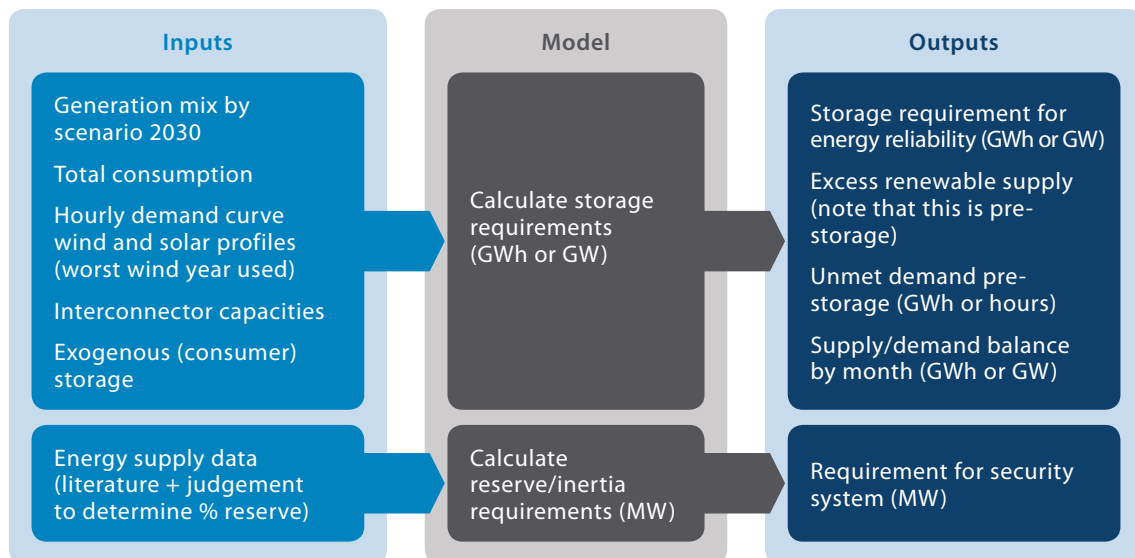 Inputs
Generation mix by
scenario 2030
Total consumption
Hourly demand curve
wind and solar profiles
(worst wind year used)
Interconnector capacities
Exogenous (consumer)
storage
Energy supply data
(literature + judgement
to determine % reserve)
Model
Calculate storage
requirements
(GWh or GW)
Calculate
reserve/inertia
requirements (MW)
Outputs
Storage requirement for
energy reliability (GWh or GW)
Excess renewable supply
(note that this is pre-
storage)
Unmet demand pre-
storage (GWh or hours)
Supply/demand balance
by month (GWh or GW)
Requirement for security
system (MW)